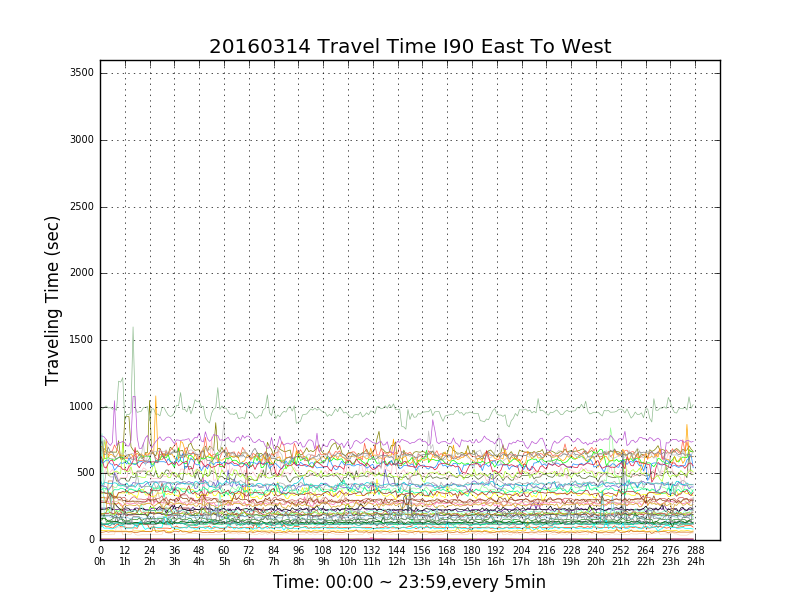 20160314 Travel Time I90 East To West
Traveling Time (sec)
3500
3000
2500
2000
1500
1000
500
0
0 12 24 36 48 60 72 84 96 108 120 132 144 156 168 180 192 204 216 228 240 252 264 276 288
0h 1h 2h 3h 4h 5h 6h 7h 8h 9h 10h 11h 12h 13h 14h 15h 16h 17h 18h 19h 20h 21h 22h 23h 24h
Time: 00:00 ~ 23:59,every 5min